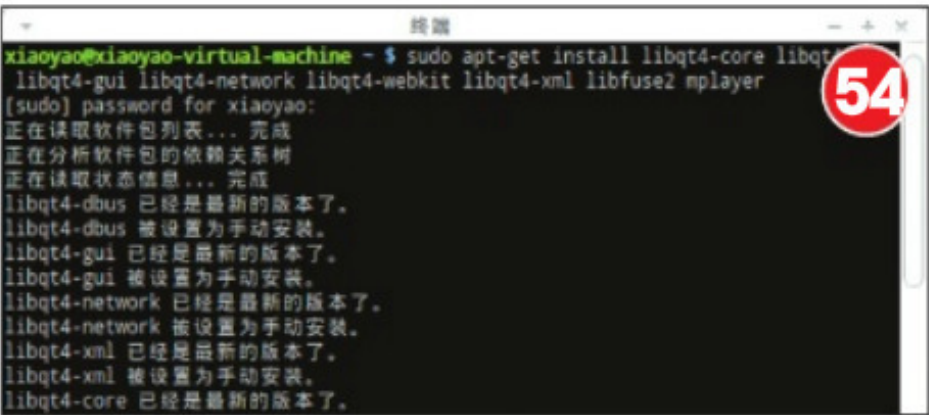 终端
xiaoyao@xiaoyao-virtual-machine ~ $ sudo apt-get install libqt4-core libqt
54
libqt4-gui libqt4-network libqt4-webkit libqt4-xml libfuse2 mplayer
[sudo] password for xiaoyao:
正在读取软件包列表... 完成
正在分析软件包的依赖关系树
正在读取状态信息... 完成
libqt4-dbus 已经是最新的版本了。
libqt4-dbus 被设置为手动安装。
libqt4-gui 已经是最新的版本了。
libqt4-gui 被设置为手动安装。
libqt4-network 已经是最新的版本了。
libqt4-network 被设置为手动安装。
libqt4-xml 已经是最新的版本了。
libqt4-xml 被设置为手动安装。
libqt4-core 已经是最新的版本了。